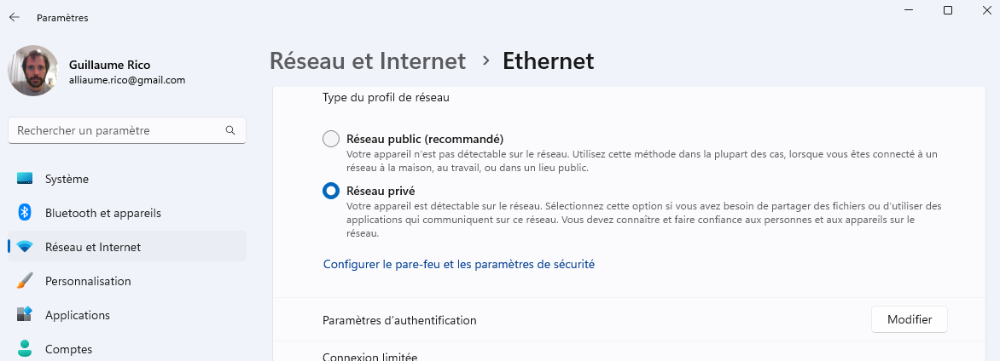 Paramètres
Guillaume Rico
alliaume.rico@gmail.com
Rechercher un paramètre
Système
Bluetooth et appareils
Réseau et Internet
Personnalisation
Applications
Comptes
Réseau et Internet > Ethernet
Type du profil de réseau
Réseau public (recommandé)
Votre appareil n’est pas détectable sur le réseau. Utilisez cette méthode dans la plupart des cas, lorsque vous êtes connecté à un
réseau à la maison, au travail, ou dans un lieu public.
Réseau privé
Votre appareil est détectable sur le réseau. Sélectionnez cette option si vous avez besoin de partager des fichiers ou d’utiliser des
applications qui communiquent sur ce réseau. Vous devez connaître et faire confiance aux personnes et aux appareils sur le
réseau.
Configurer le pare-feu et les paramètres de sécurité
Paramètres d’authentification
Modifier
Connexion limitée